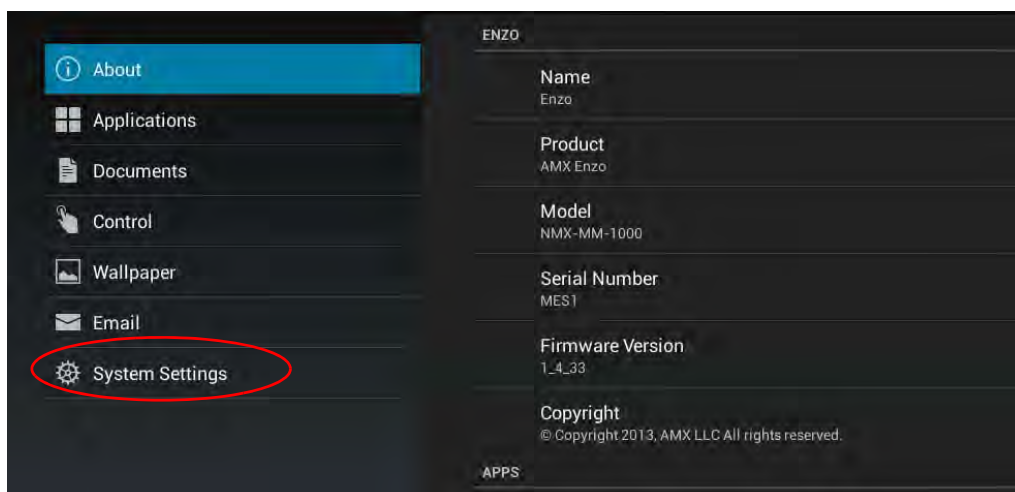 About
Applications
Documents
Control
Wallpaper
Email
System Settings
ENZO
Name
Enzo
Product
AMX Enzo
Model
NMX-MM-1000
Serial Number
MES1
Firmware Version
1_4_33
Copyright
© Copyright 2013, AMX LLC All rights reserved.
APPS